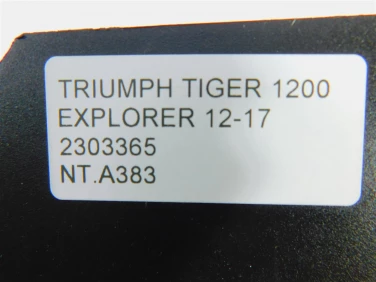 TRIUMPH TIGER 1200
EXPLORER 12-17
2303365
NT.A383